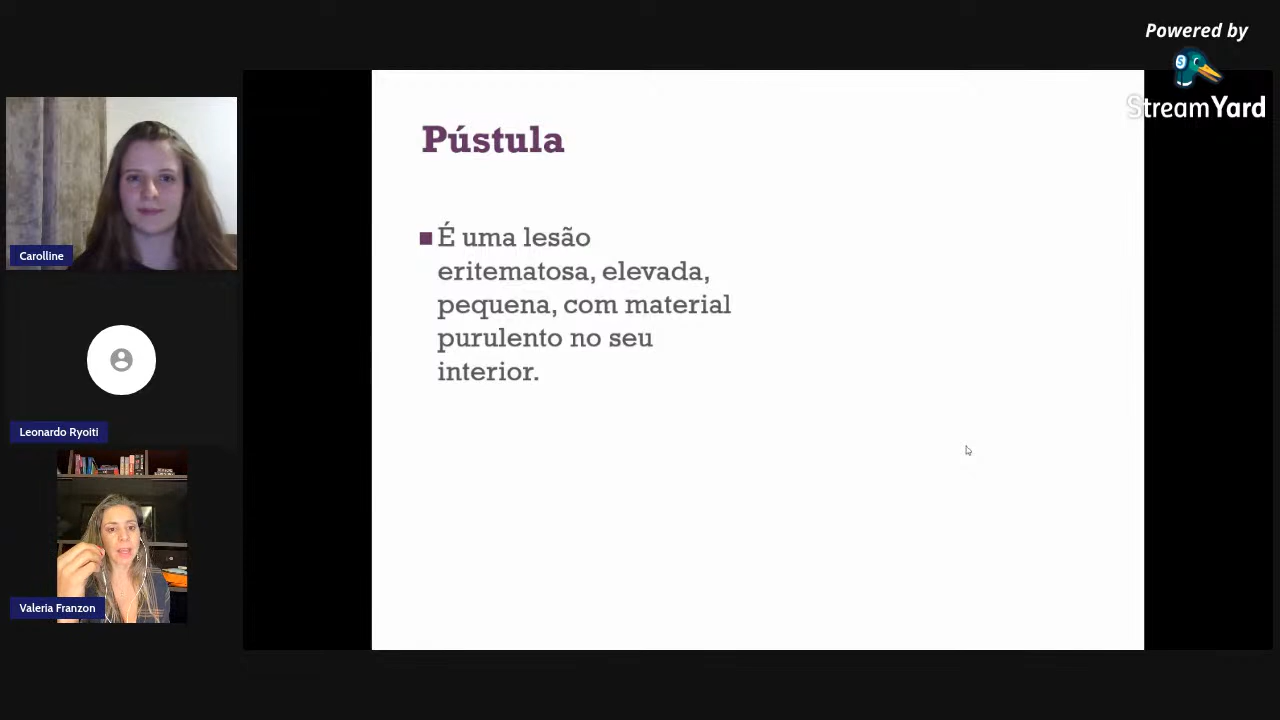 Powered by
StreamYard
Pústula
É uma lesão
eritematosa, elevada,
pequena, com material
purulento no seu
interior.
Carolline
Leonardo Ryoiti
Valeria Franzon